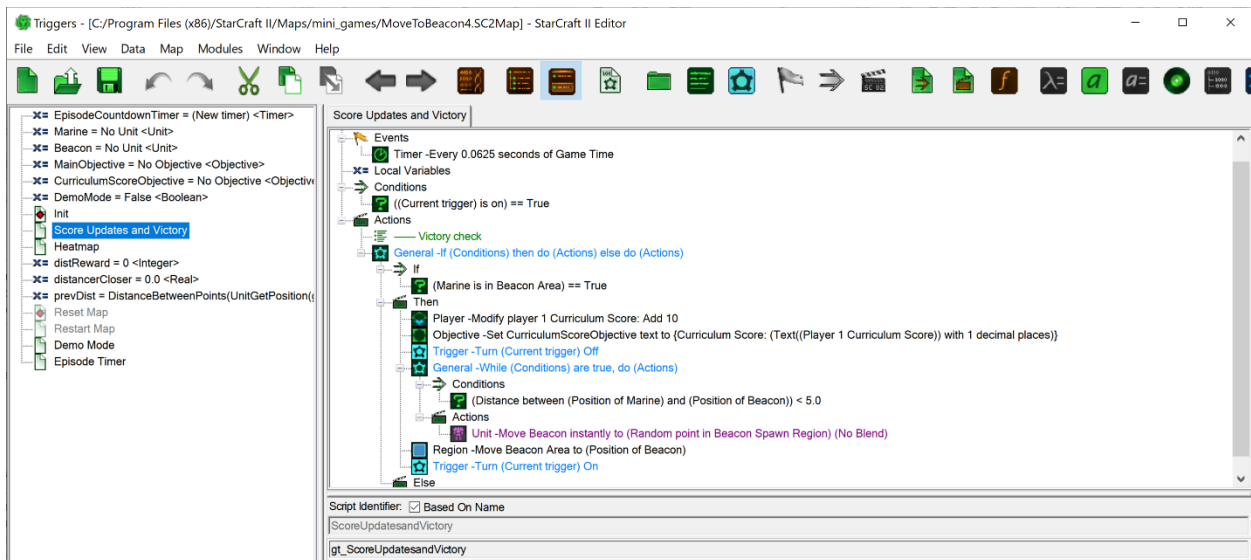 Triggers - [C:/Program Files (x86)/StarCraft II/Maps/mini_games/MoveToBeacon4.SC2Map] - StarCraft II Editor
File Edit View Data Map Modules Window Help
EpisodeCountdownTimer = (New timer) <Timer>
Marine = No Unit <Unit>
Beacon = No Unit <Unit>
MainObjective = No Objective <Objective>
CurriculumScoreObjective = No Objective <Objective
DemoMode = False <Boolean>
Init
Score Updates and Victory
Heatmap
distReward = 0 <Integer>
distancerCloser = 0.0 <Real>
prevDist = DistanceBetweenPoints(UnitGetPosition(g
Reset Map
Restart Map
Demo Mode
Episode Timer
Score Updates and Victory
Events
Timer -Every 0.0625 seconds of Game Time
Local Variables
Conditions
((Current trigger) is on) == True
Actions
—— Victory check
General -If (Conditions) then do (Actions) else do (Actions)
If
(Marine is in Beacon Area) == True
Then
Player -Modify player 1 Curriculum Score: Add 10
Objective -Set CurriculumScoreObjective text to {Curriculum Score: (Text((Player 1 Curriculum Score)) with 1 decimal places)}
Trigger -Turn (Current trigger) Off
General -While (Conditions) are true, do (Actions)
Conditions
(Distance between (Position of Marine) and (Position of Beacon)) < 5.0
Actions
Unit -Move Beacon instantly to (Random point in Beacon Spawn Region) (No Blend)
Region -Move Beacon Area to (Position of Beacon)
Trigger -Turn (Current trigger) On
Else
Script Identifier: Based On Name
ScoreUpdatesandVictory
gt_ScoreUpdatesandVictory